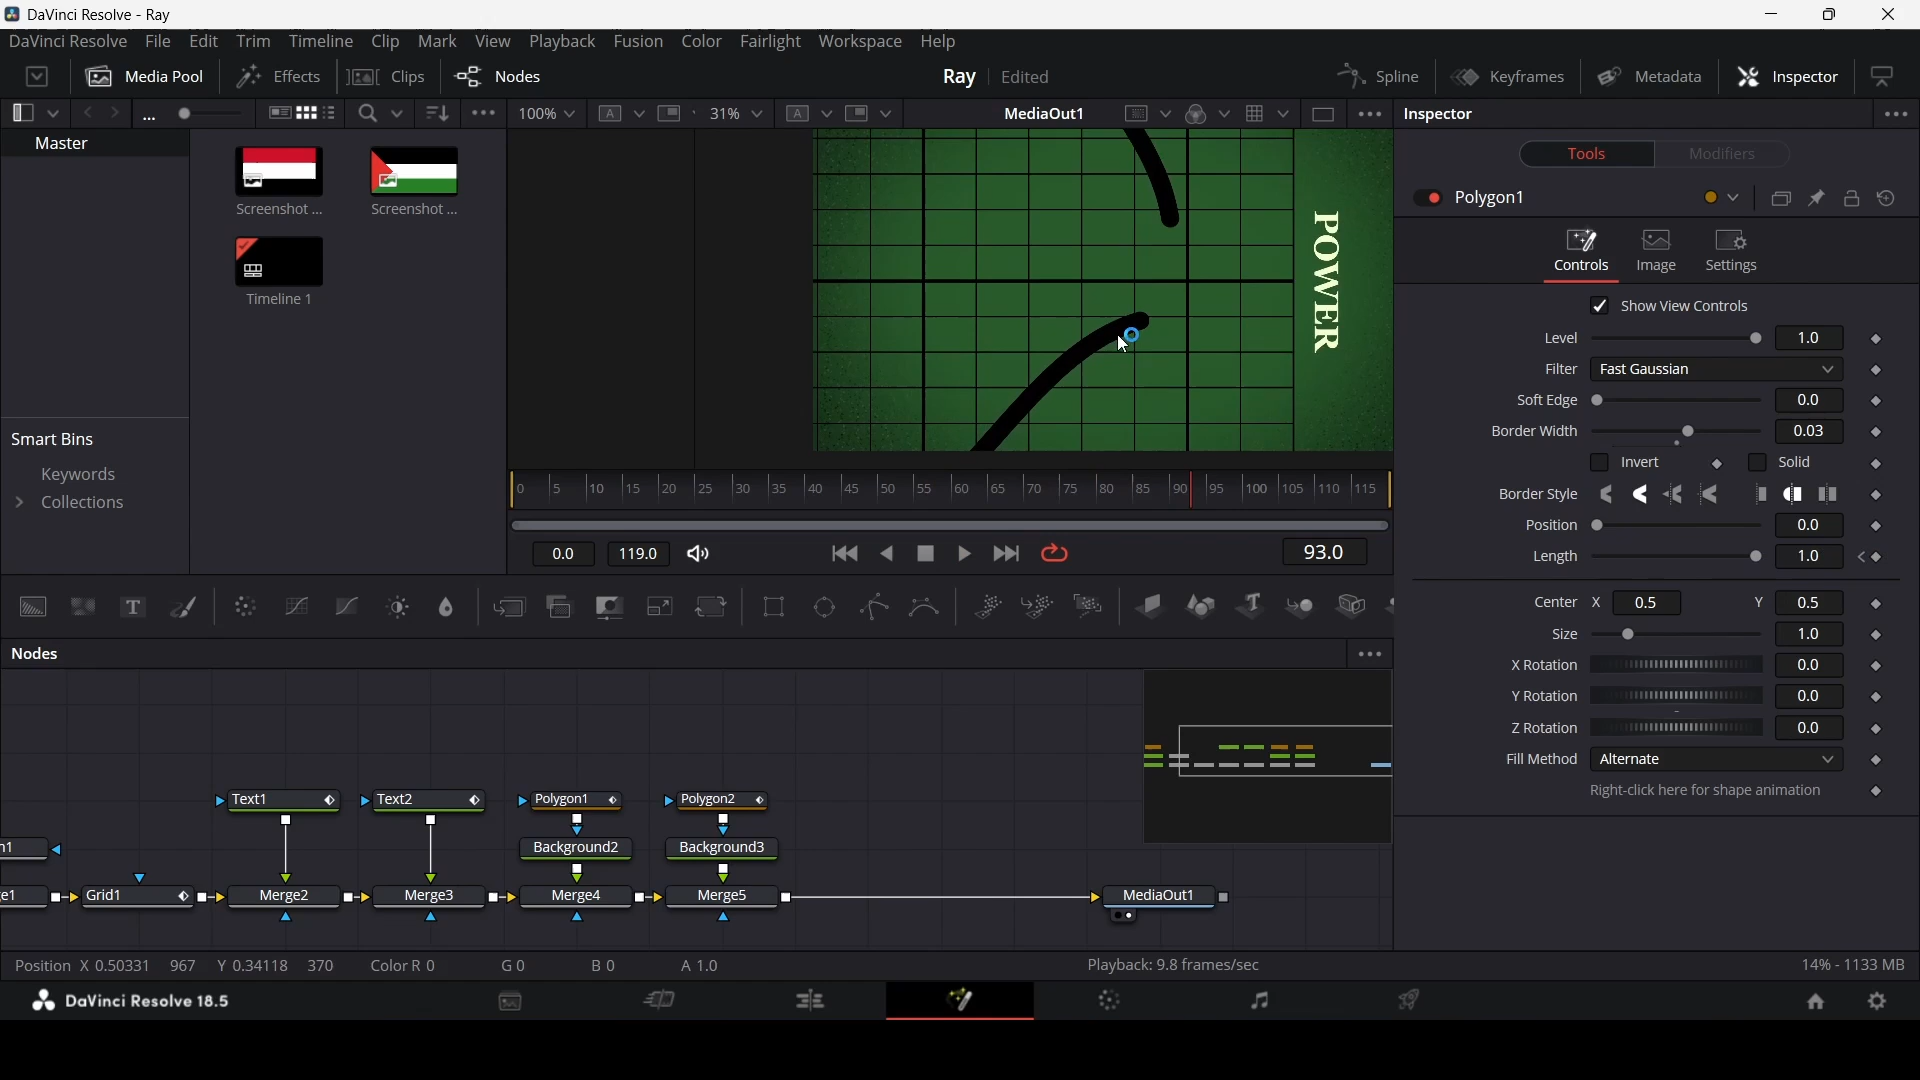 DaVinci Resolve - Ray
DaVinci Resolve File Edit Trim Timeline Clip Mark View Playback Fusion Color Fairlight Workspace Help
Media Pool Effects Clips Nodes Ray Edited Spline Keyframes Metadata Inspector
... 100% A 31% A MediaOut1 Inspector
Master
Screenshot ... Screenshot ...
Timeline 1
Smart Bins
Keywords
Collections
POWER
0 5 10 15 20 25 30 35 40 45 50 55 60 65 70 75 80 85 90 95 100 105 110 115
0.0 119.0 93.0
T T
Nodes
Text1 Text2 Polygon1 Polygon2
Background2 Background3
Grid1 Merge2 Merge3 Merge4 Merge5 MediaOut1
Tools Modifiers
Polygon1
Controls Image Settings
Show View Controls
Level 1.0
Filter Fast Gaussian
Soft Edge 0.0
Border Width 0.03
Invert Solid
Border Style
Position 0.0
Length 1.0
Center X 0.5 Y 0.5
Size 1.0
X Rotation 0.0
Y Rotation 0.0
Z Rotation 0.0
Fill Method Alternate
Right-click here for shape animation
Position X 0.50331 967 Y 0.34118 370 Color R 0 G 0 B 0 A 1.0 Playback: 9.8 frames/sec 14% - 1133 MB
DaVinci Resolve 18.5